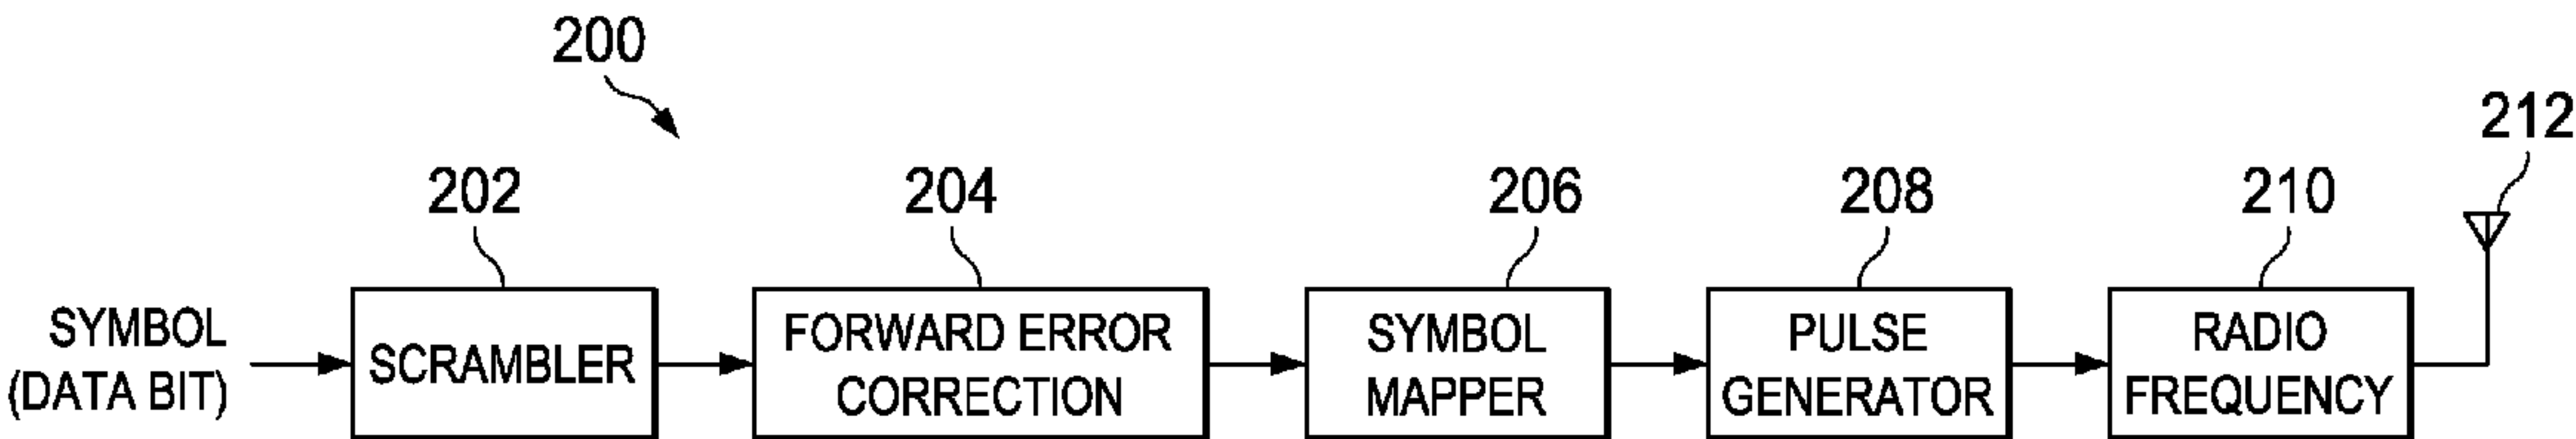 200
212
202
204
206
208
210
SYMBOL
(DATA BIT)
SCRAMBLER
FORWARD ERROR
CORRECTION
SYMBOL
MAPPER
PULSE
GENERATOR
RADIO
FREQUENCY